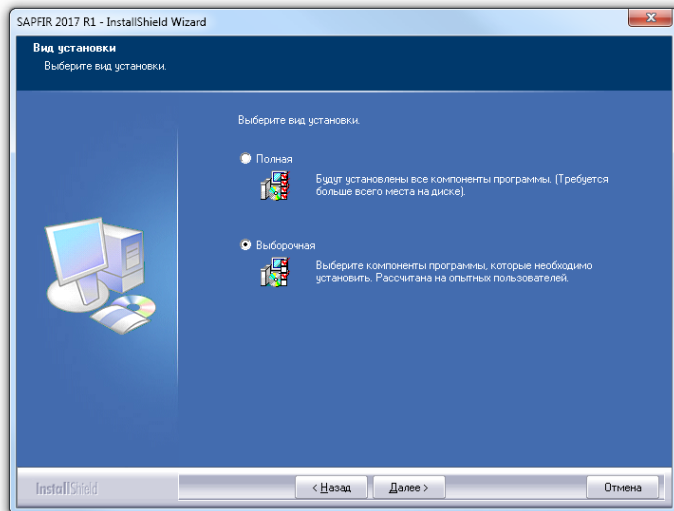 SAPFIR 2017 R1 - InstallShield Wizard
Вид установки
Выберите вид установки.
Выберите вид установки.
Полная
Будут установлены все компоненты программы. (Требуется
больше всего места на диске).
Выборочная
Выберите компоненты программы, которые необходимо
установить. Рассчитана на опытных пользователей.
InstallShield
< Назад
Далее >
Отмена